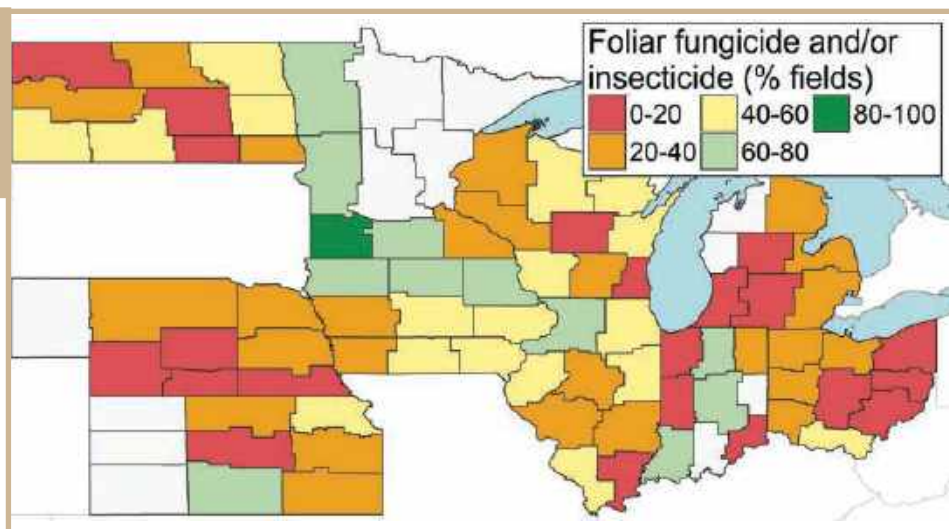 Foliar fungicide and/or
insecticide (% fields)
0-20 40-60 80-100
20-40 60-80